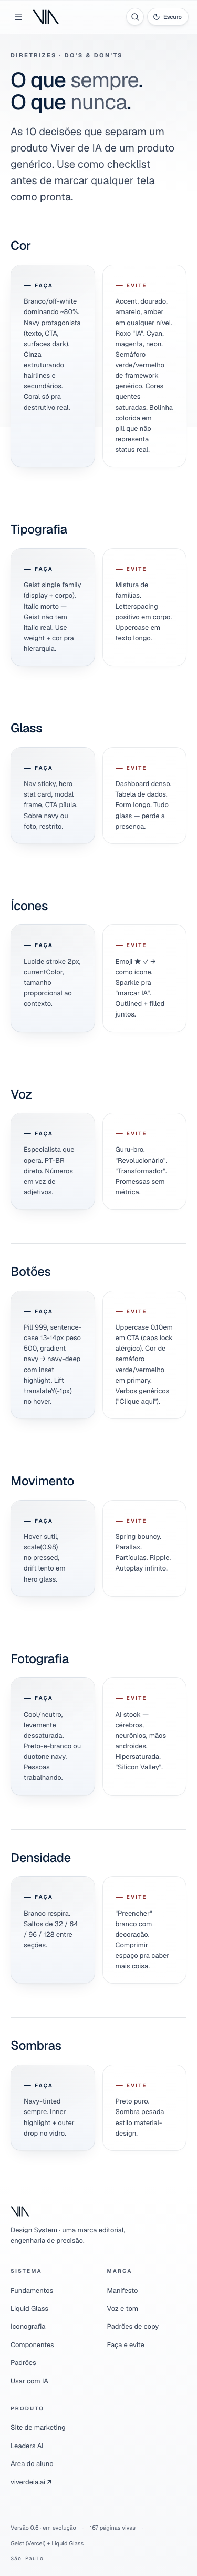 VIA
Escuro
DIRETRIZES · DO'S & DON'TS
O que sempre.
O que nunca.
As 10 decisões que separam um
produto Viver de IA de um produto
genérico. Use como checklist
antes de marcar qualquer tela
como pronta.
Cor
FAÇA
Branco/off-white
dominando ~80%.
Navy protagonista
(texto, CTA,
surfaces dark).
Cinza
estruturando
hairlines e
secundários.
Coral só pra
destrutivo real.
EVITE
Accent, dourado,
amarelo, amber
em qualquer nível.
Roxo "IA". Cyan,
magenta, neon.
Semáforo
verde/vermelho
de framework
genérico. Cores
quentes
saturadas. Bolinha
colorida em
pill que não
representa
status real.
Tipografia
FAÇA
Geist single family
(display + corpo).
Italic morto —
Geist não tem
italic real. Use
weight + cor pra
hierarquia.
EVITE
Mistura de
famílias.
Letterspacing
positivo em corpo.
Uppercase em
texto longo.
Glass
FAÇA
Nav sticky, hero
stat card, modal
frame, CTA pílula.
Sobre navy ou
foto, restrito.
EVITE
Dashboard denso.
Tabela de dados.
Form longo. Tudo
glass — perde a
presença.
Ícones
FAÇA
Lucide stroke 2px,
currentColor,
tamanho
proporcional ao
contexto.
EVITE
Emoji ★ ✓ →
como ícone.
Sparkle pra
"marcar IA".
Outlined + filled
juntos.
Voz
FAÇA
Especialista que
opera. PT-BR
direto. Números
em vez de
adjetivos.
EVITE
Guru-bro.
"Revolucionário".
"Transformador".
Promessas sem
métrica.
Botões
FAÇA
Pill 999, sentence-
case 13-14px peso
500, gradient
navy → navy-deep
com inset
highlight. Lift
translateY(-1px)
no hover.
EVITE
Uppercase 0.10em
em CTA (caps lock
alérgico). Cor de
semáforo
verde/vermelho
em primary.
Verbos genéricos
("Clique aqui").
Movimento
FAÇA
Hover sutil,
scale(0.98)
no pressed,
drift lento em
hero glass.
EVITE
Spring bouncy.
Parallax.
Partículas. Ripple.
Autoplay infinito.
Fotografia
FAÇA
Cool/neutro,
levemente
dessaturada.
Preto-e-branco ou
duotone navy.
Pessoas
trabalhando.
EVITE
AI stock —
cérebros,
neurônios, mãos
androides.
Hipersaturada.
"Silicon Valley".
Densidade
FAÇA
Branco respira.
Saltos de 32 / 64
/ 96 / 128 entre
seções.
EVITE
"Preencher"
branco com
decoração.
Comprimir
espaço pra caber
mais coisa.
Sombras
FAÇA
Navy-tinted
sempre. Inner
highlight + outer
drop no vidro.
EVITE
Preto puro.
Sombra pesada
estilo material-
design.
VIA
Design System · uma marca editorial,
engenharia de precisão.
SISTEMA
Fundamentos
Liquid Glass
Iconografia
Componentes
Padrões
Usar com IA
MARCA
Manifesto
Voz e tom
Padrões de copy
Faça e evite
PRODUTO
Site de marketing
Leaders AI
Área do aluno
viverdeia.ai ↗
Versão 0.6 · em evolução
167 páginas vivas
Geist (Vercel) + Liquid Glass
São Paulo